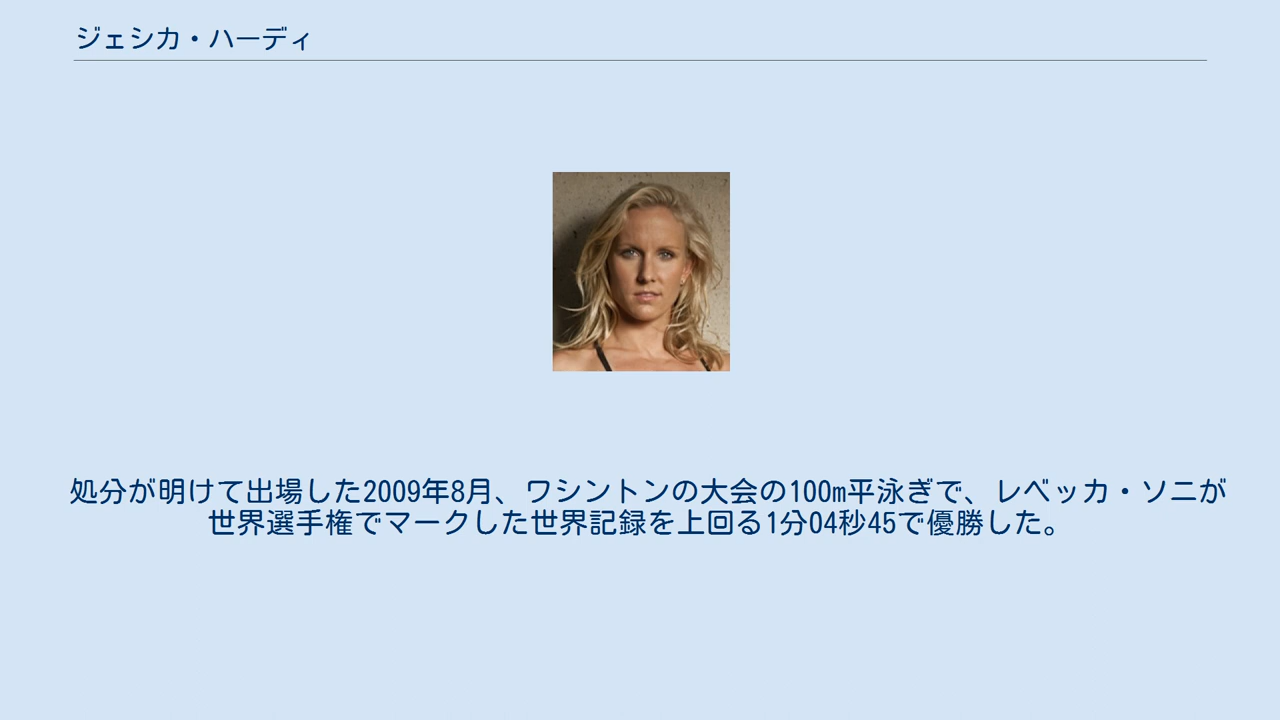 ジェシカ・ハーディ
処分が明けて出場した2009年8月、ワシントンの大会の100m平泳ぎで、レベッカ・ソニが
世界選手権でマークした世界記録を上回る1分04秒45で優勝した。